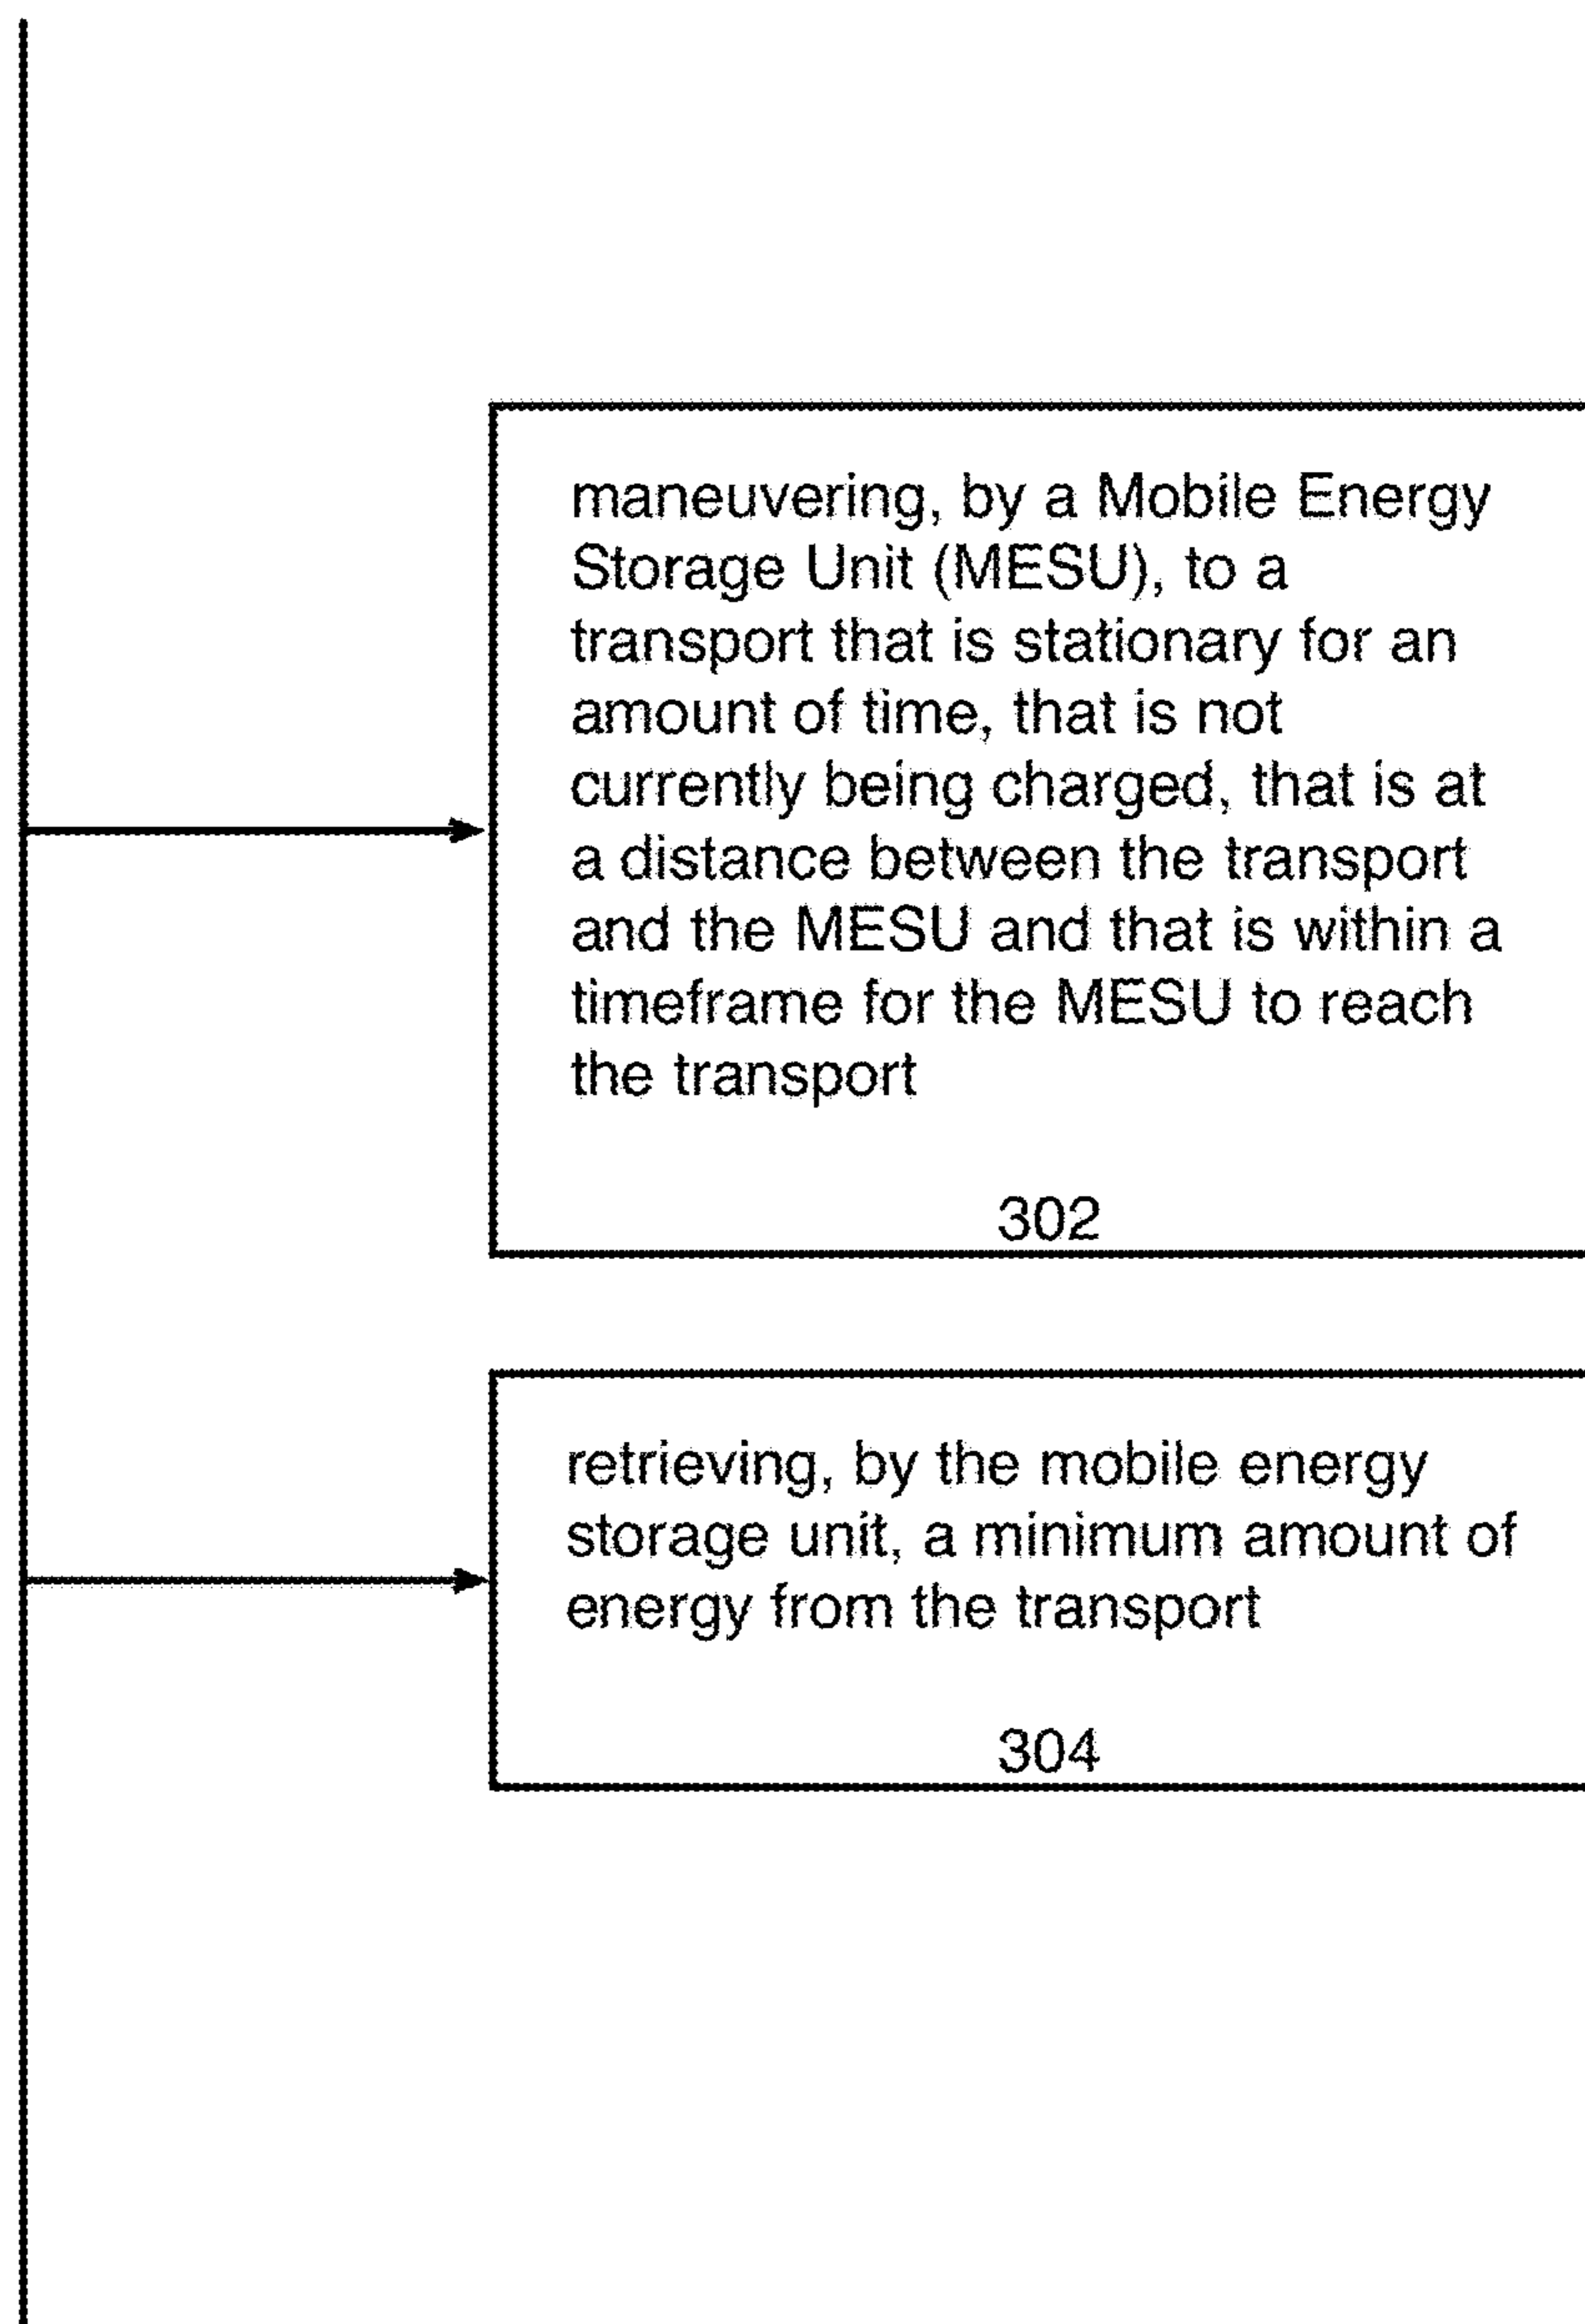 maneuvering, by a Mobile Energy
Storage Unit (MESU), to a
transport that is stationary for an
amount of time, that is not
currently being charged, that is at
a distance between the transport
and the MESU and that is within a
timeframe for the MESU to reach
the transport
302
retrieving, by the mobile energy
storage unit, a minimum amount of
energy from the transport
304